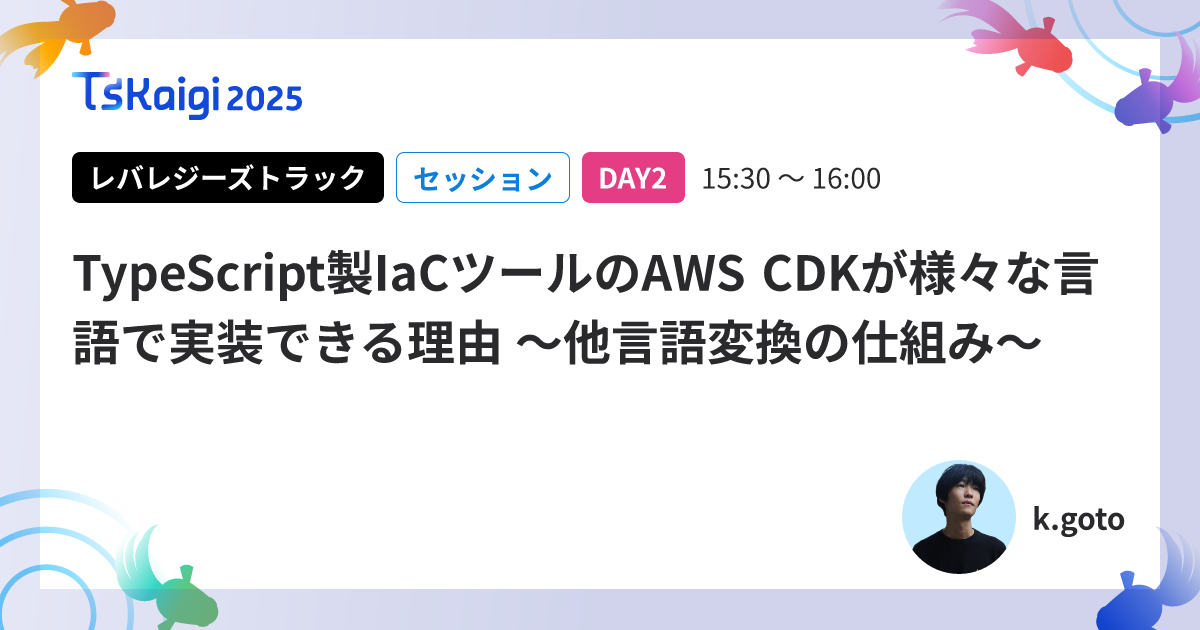 TSKaigi 2025
レバレジーズトラック セッション DAY2 15:30 〜 16:00
TypeScript製IaCツールのAWS CDKが様々な言
語で実装できる理由 〜他言語変換の仕組み〜
k.goto